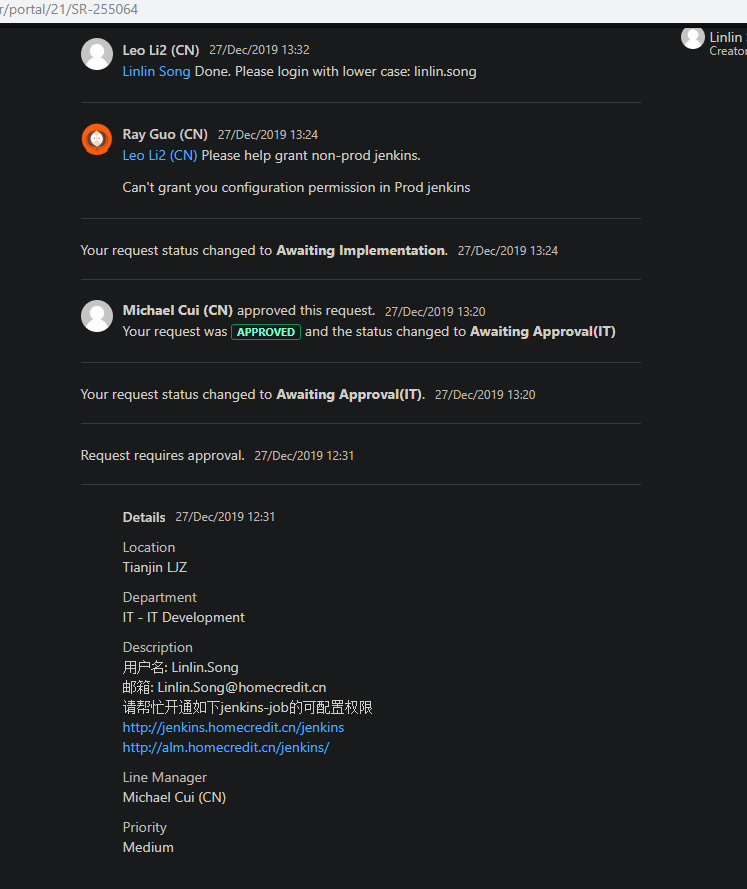 r/portal/21/SR-255064
Linlin
Creator
Leo Li2 (CN) 27/Dec/2019 13:32
Linlin Song Done. Please login with lower case: linlin.song
Ray Guo (CN) 27/Dec/2019 13:24
Leo Li2 (CN) Please help grant non-prod jenkins.
Can't grant you configuration permission in Prod jenkins
Your request status changed to Awaiting Implementation. 27/Dec/2019 13:24
Michael Cui (CN) approved this request. 27/Dec/2019 13:20
Your request was APPROVED and the status changed to Awaiting Approval(IT)
Your request status changed to Awaiting Approval(IT). 27/Dec/2019 13:20
Request requires approval. 27/Dec/2019 12:31
Details 27/Dec/2019 12:31
Location
Tianjin LJZ
Department
IT - IT Development
Description
用户名: Linlin.Song
邮箱: Linlin.Song@homecredit.cn
请帮忙开通如下jenkins-job的可配置权限
http://jenkins.homecredit.cn/jenkins
http://alm.homecredit.cn/jenkins/
Line Manager
Michael Cui (CN)
Priority
Medium